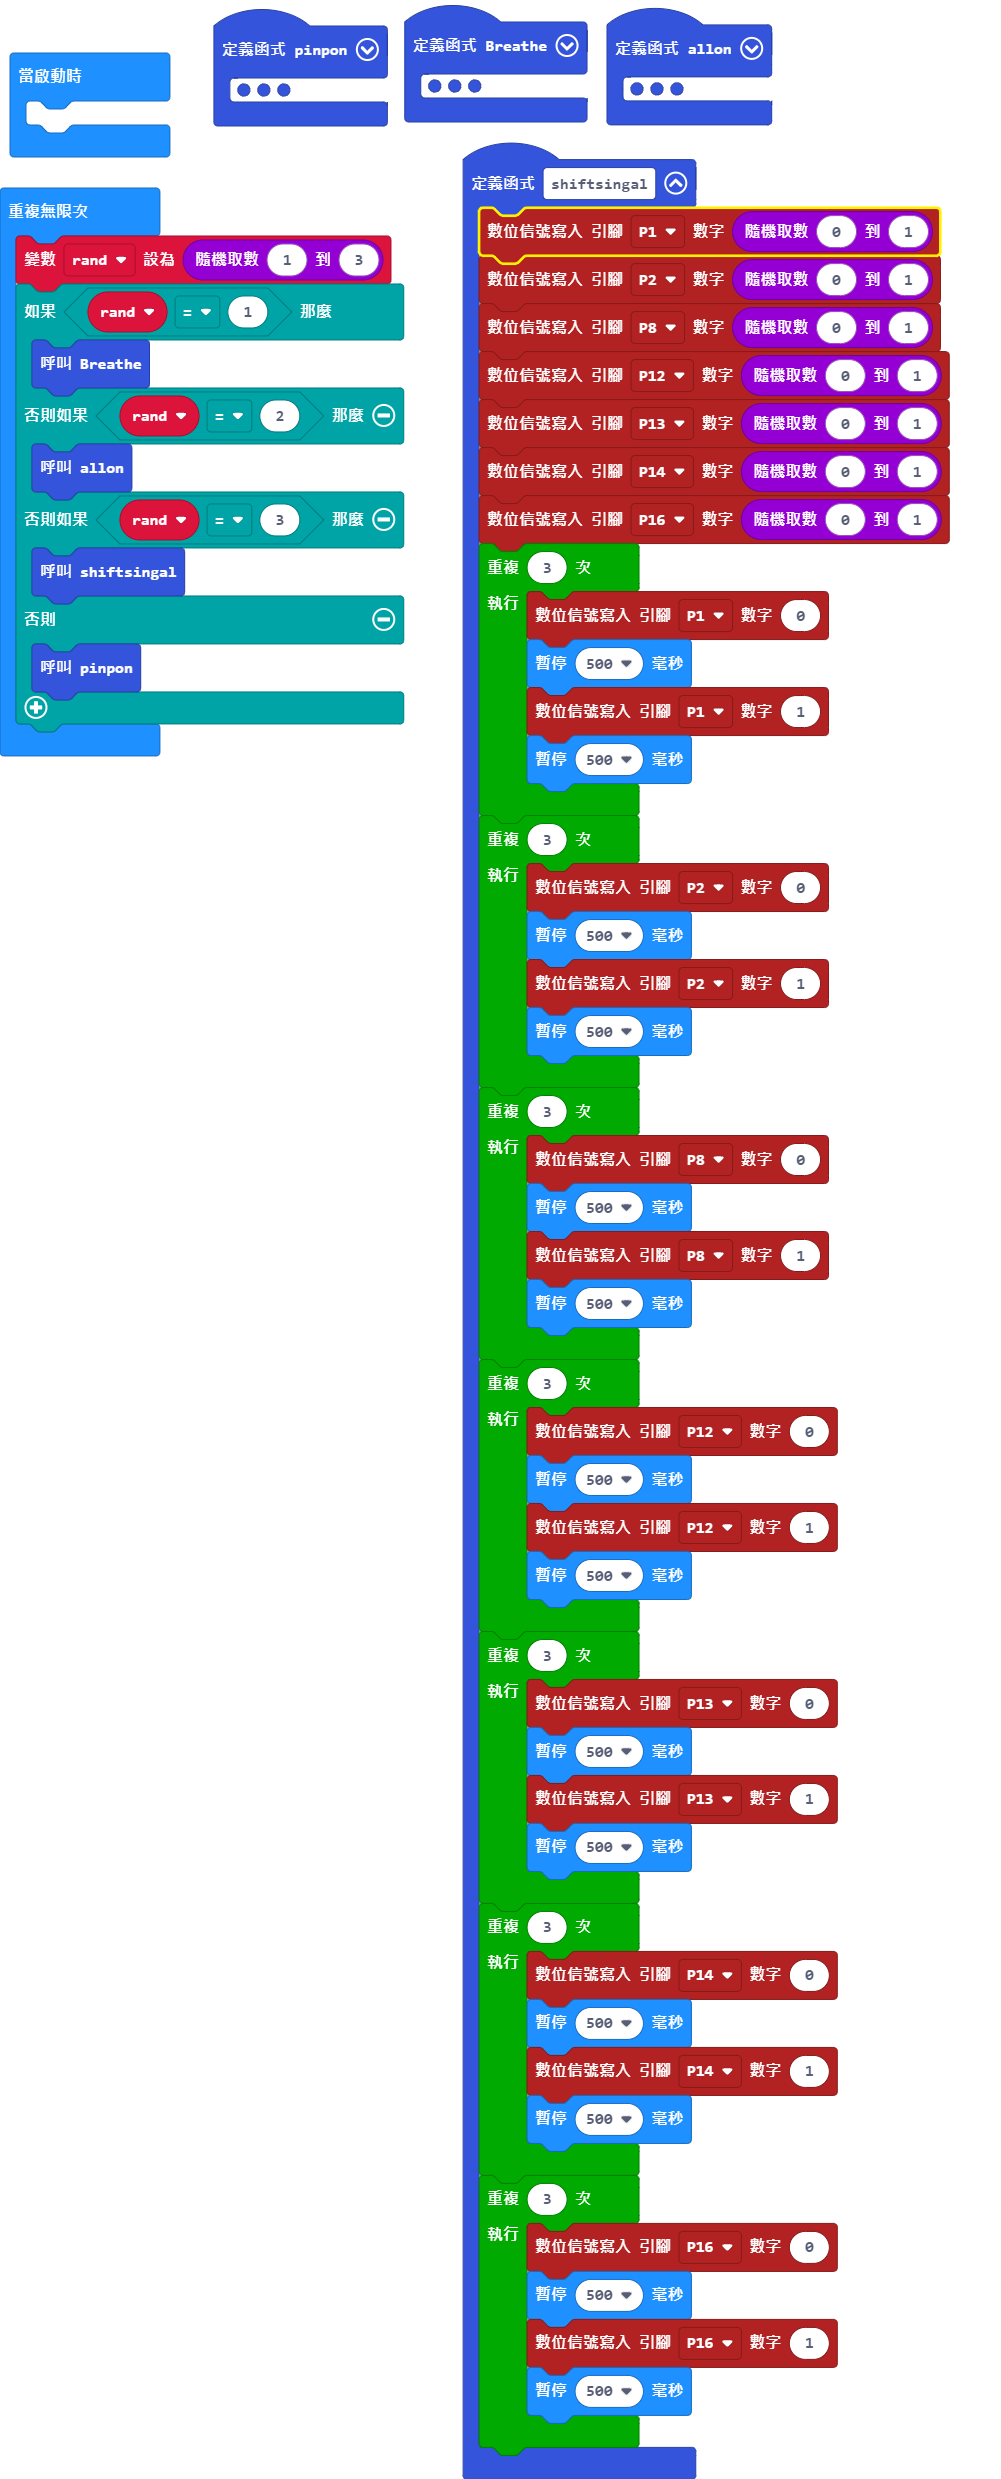 定義函式 pinpon
定義函式 Breathe
定義函式 allon
當啟動時
重複無限次
變數 rand 設為 隨機取數 1 到 3
如果 rand = 1 那麼
呼叫 Breathe
否則如果 rand = 2 那麼
呼叫 allon
否則如果 rand = 3 那麼
呼叫 shiftsingal
否則
呼叫 pinpon
定義函式 shiftsingal
數位信號寫入 引腳 P1 數字 隨機取數 0 到 1
數位信號寫入 引腳 P2 數字 隨機取數 0 到 1
數位信號寫入 引腳 P8 數字 隨機取數 0 到 1
數位信號寫入 引腳 P12 數字 隨機取數 0 到 1
數位信號寫入 引腳 P13 數字 隨機取數 0 到 1
數位信號寫入 引腳 P14 數字 隨機取數 0 到 1
數位信號寫入 引腳 P16 數字 隨機取數 0 到 1
重複 3 次
執行 數位信號寫入 引腳 P1 數字 0
暫停 500 毫秒
數位信號寫入 引腳 P1 數字 1
暫停 500 毫秒
重複 3 次
執行 數位信號寫入 引腳 P2 數字 0
暫停 500 毫秒
數位信號寫入 引腳 P2 數字 1
暫停 500 毫秒
重複 3 次
執行 數位信號寫入 引腳 P8 數字 0
暫停 500 毫秒
數位信號寫入 引腳 P8 數字 1
暫停 500 毫秒
重複 3 次
執行 數位信號寫入 引腳 P12 數字 0
暫停 500 毫秒
數位信號寫入 引腳 P12 數字 1
暫停 500 毫秒
重複 3 次
執行 數位信號寫入 引腳 P13 數字 0
暫停 500 毫秒
數位信號寫入 引腳 P13 數字 1
暫停 500 毫秒
重複 3 次
執行 數位信號寫入 引腳 P14 數字 0
暫停 500 毫秒
數位信號寫入 引腳 P14 數字 1
暫停 500 毫秒
重複 3 次
執行 數位信號寫入 引腳 P16 數字 0
暫停 500 毫秒
數位信號寫入 引腳 P16 數字 1
暫停 500 毫秒